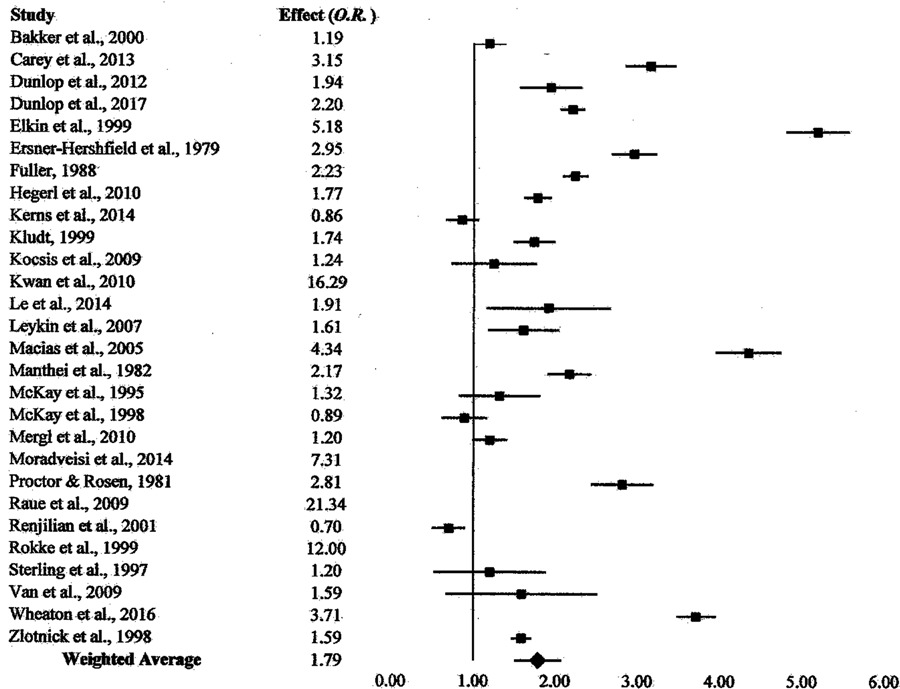 Study Effect (O.R.)
Bakker et al., 2000 1.19
Carey et al., 2013 3.15
Dunlop et al., 2012 1.94
Dunlop et al., 2017 2.20
Elkin et al., 1999 5.18
Ersner-Hershfield et al., 1979 2.95
Fuller, 1988 2.23
Hegerl et al., 2010 1.77
Kerns et al., 2014 0.86
Kludt, 1999 1.74
Kocsis et al., 2009 1.24
Kwan et al., 2010 16.29
Le et al., 2014 1.91
Leykin et al., 2007 1.61
Macias et al., 2005 4.34
Manthei et al., 1982 2.17
McKay et al., 1995 1.32
McKay et al., 1998 0.89
Mergl et al., 2010 1.20
Moradveisi et al., 2014 7.31
Proctor & Rosen, 1981 2.81
Raue et al., 2009 21.34
Renjilian et al., 2001 0.70
Rokke et al., 1999 12.00
Sterling et al., 1997 1.20
Van et al., 2009 1.59
Wheaton et al., 2016 3.71
Zlotnick et al., 1998 1.59
Weighted Average 1.79
0.00 1.00 2.00 3.00 4.00 5.00 6.00